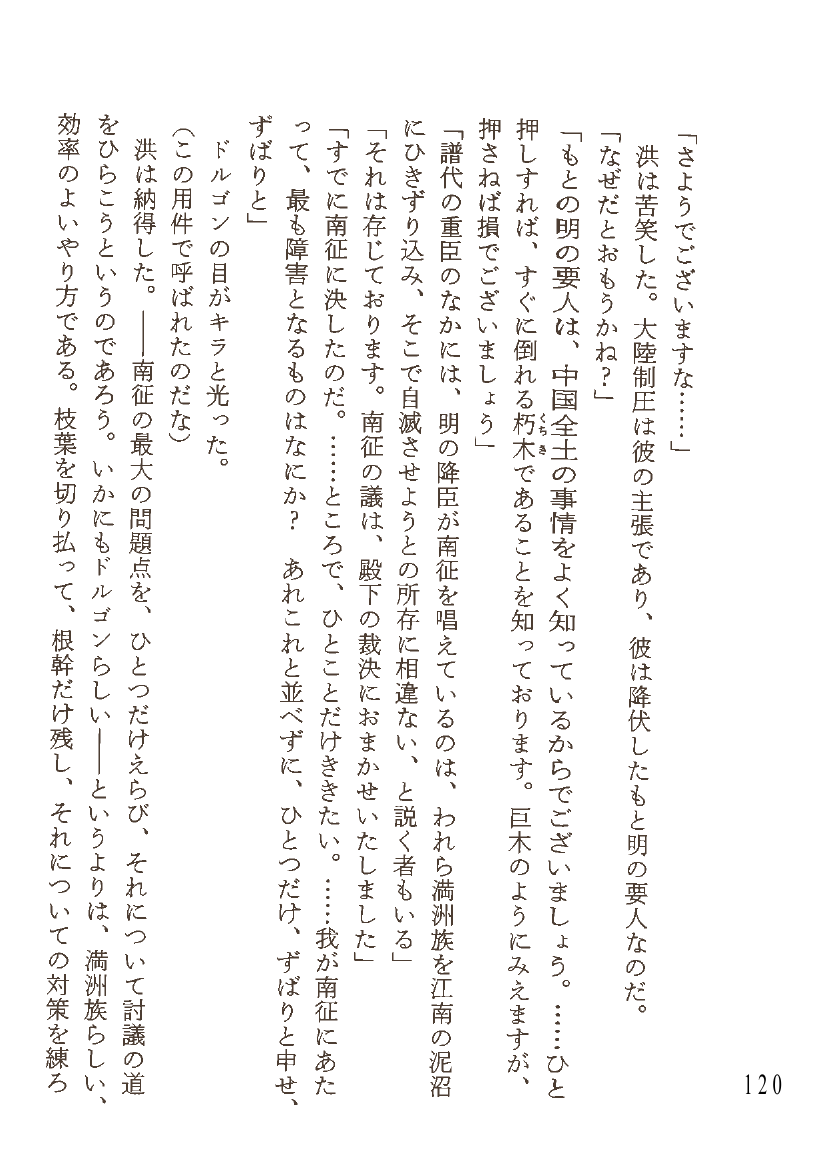 「さようでございますな……」
洪は苦笑した。大陸制圧は彼の主張であり、彼は降伏したもと明の要人なのだ。
「なぜだとおもうかね？」
「もとの明の要人は、中国全土の事情をよく知っているからでございましょう。……ひと
押しすれば、すぐに倒れる朽木であることを知っております。巨木のようにみえますが、
くちき
押さねば損でございましょう」
「譜代の重臣のなかには、明の降臣が南征を唱えているのは、われら満洲族を江南の泥沼
にひきずり込み、そこで自滅させようとの所存に相違ない、と説く者もいる」
「それは存じております。南征の議は、殿下の裁決におまかせいたしました」
「すでに南征に決したのだ。……ところで、ひとことだけききたい。……我が南征にあた
って、最も障害となるものはなにか？　あれこれと並べずに、ひとつだけ、ずばりと申せ、
ずばりと」
ドルゴンの目がキラと光った。
（この用件で呼ばれたのだな）
洪は納得した。――南征の最大の問題点を、ひとつだけえらび、それについて討議の道
をひらこうというのであろう。いかにもドルゴンらしい――というよりは、満洲族らしい、
効率のよいやり方である。枝葉を切り払って、根幹だけ残し、それについての対策を練ろ
120